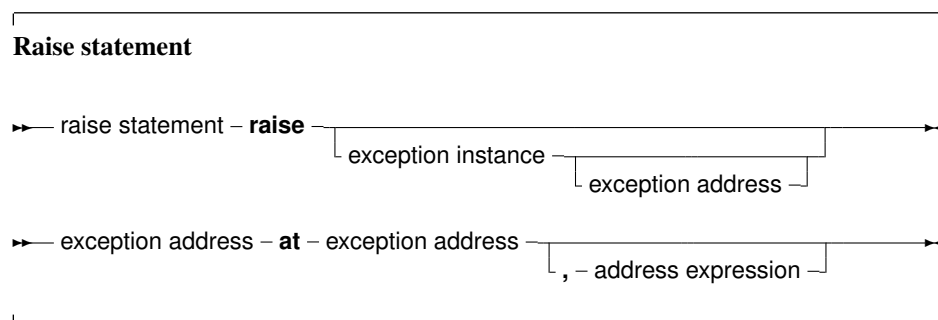 Raise statement
raise statement – raise –
exception instance –
exception address –
exception address – at – exception address –
, – address expression –